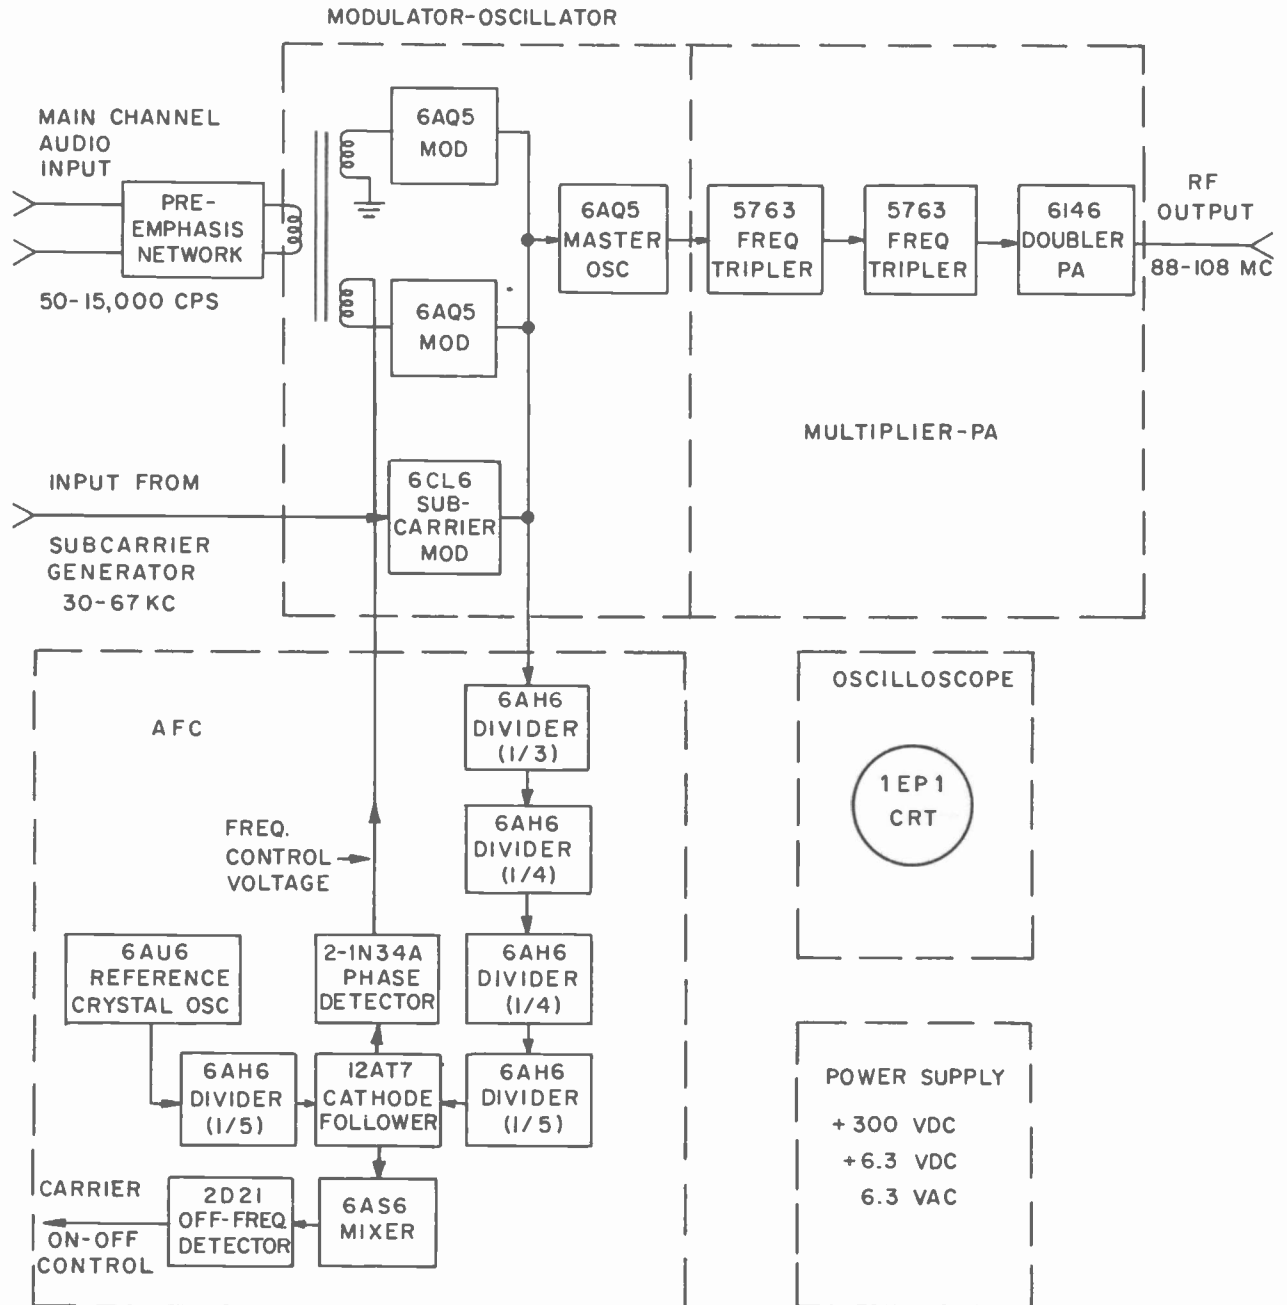 MODULATOR-OSCILLATOR
MAIN CHANNEL
AUDIO
INPUT
PRE-
EMPHASIS
NETWORK
50-15,000 CPS
6AQ5
MOD
6AQ5
MOD
6AQ5
MASTER
OSC
5763
FREQ
TRIPLER
5763
FREQ
TRIPLER
6146
DOUBLER
PA
RF
OUTPUT
88-108 MC
MULTIPLIER-PA
INPUT FROM
SUBCARRIER
GENERATOR
30-67 KC
6CL6
SUB-
CARRIER
MOD
AFC
6AH6
DIVIDER
(1/3)
6AH6
DIVIDER
(1/4)
6AH6
DIVIDER
(1/4)
6AH6
DIVIDER
(1/5)
FREQ.
CONTROL
VOLTAGE
6AU6
REFERENCE
CRYSTAL OSC
2-1N34A
PHASE
DETECTOR
6AH6
DIVIDER
(1/5)
12AT7
CATHODE
FOLLOWER
6AS6
MIXER
2D21
OFF-FREQ
DETECTOR
CARRIER
ON-OFF
CONTROL
OSCILLOSCOPE
1EP1
CRT
POWER SUPPLY
+300 VDC
+6.3 VDC
6.3 VAC